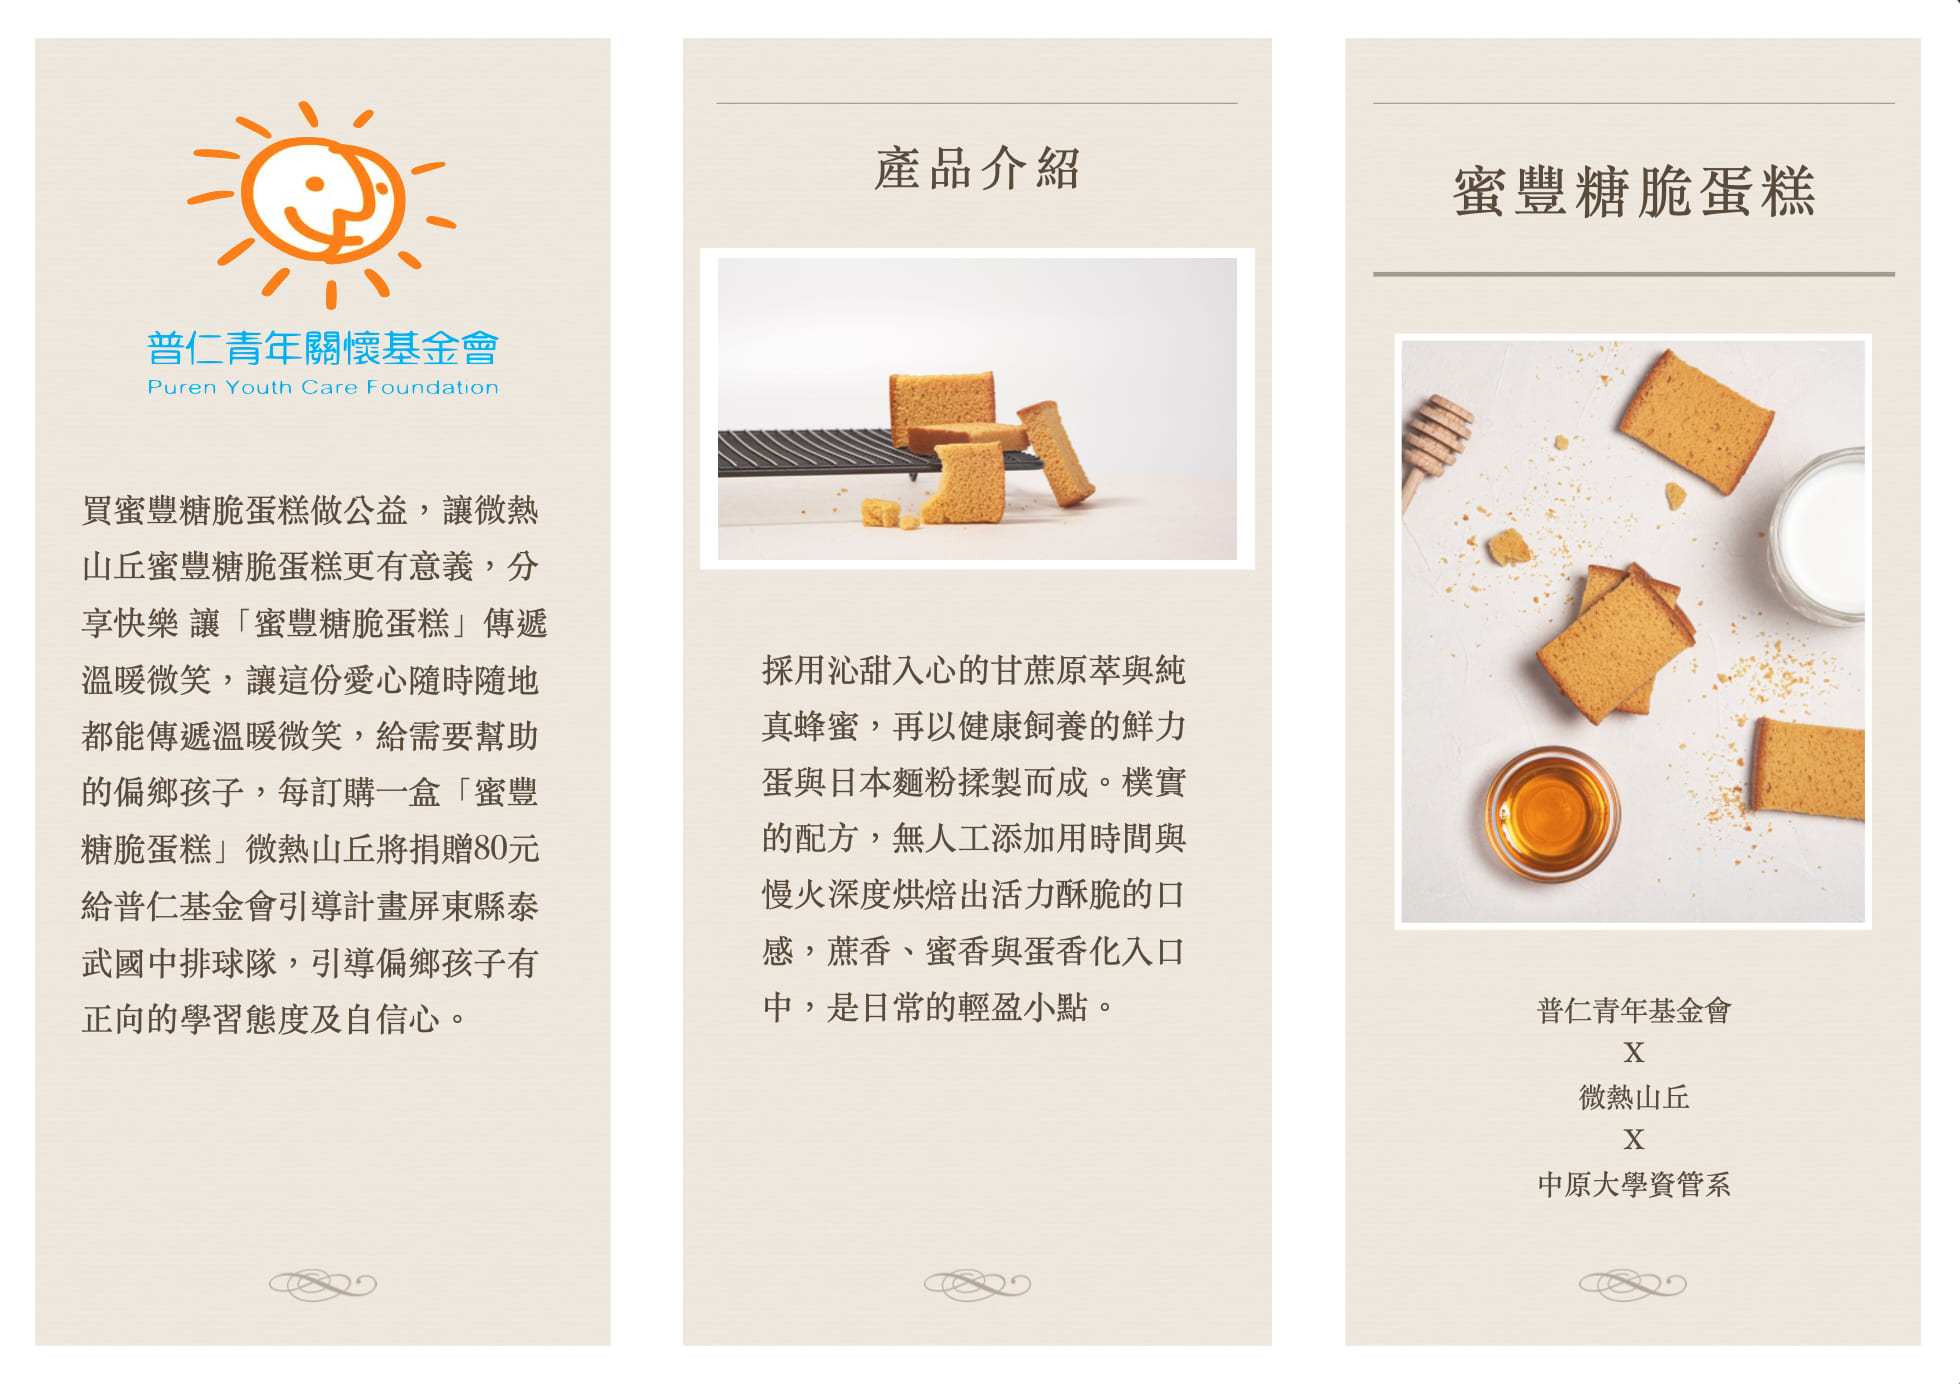 普仁青年關懷基金會
Puren Youth Care Foundation
買蜜豐糖脆蛋糕做公益，讓微熱
山丘蜜豐糖脆蛋糕更有意義，分
享快樂 讓「蜜豐糖脆蛋糕」傳遞
溫暖微笑，讓這份愛心隨時隨地
都能傳遞溫暖微笑，給需要幫助
的偏鄉孩子，每訂購一盒「蜜豐
糖脆蛋糕」微熱山丘將捐贈80元
給普仁基金會引導計畫屏東縣泰
武國中排球隊，引導偏鄉孩子有
正向的學習態度及自信心。
產品介紹
採用沁甜入心的甘蔗原萃與純
真蜂蜜，再以健康飼養的鮮力
蛋與日本麵粉揉製而成。樸實
的配方，無人工添加用時間與
慢火深度烘焙出活力酥脆的口
感，蔗香、蜜香與蛋香化入口
中，是日常的輕盈小點。
蜜豐糖脆蛋糕
普仁青年基金會
X
微熱山丘
X
中原大學資管系